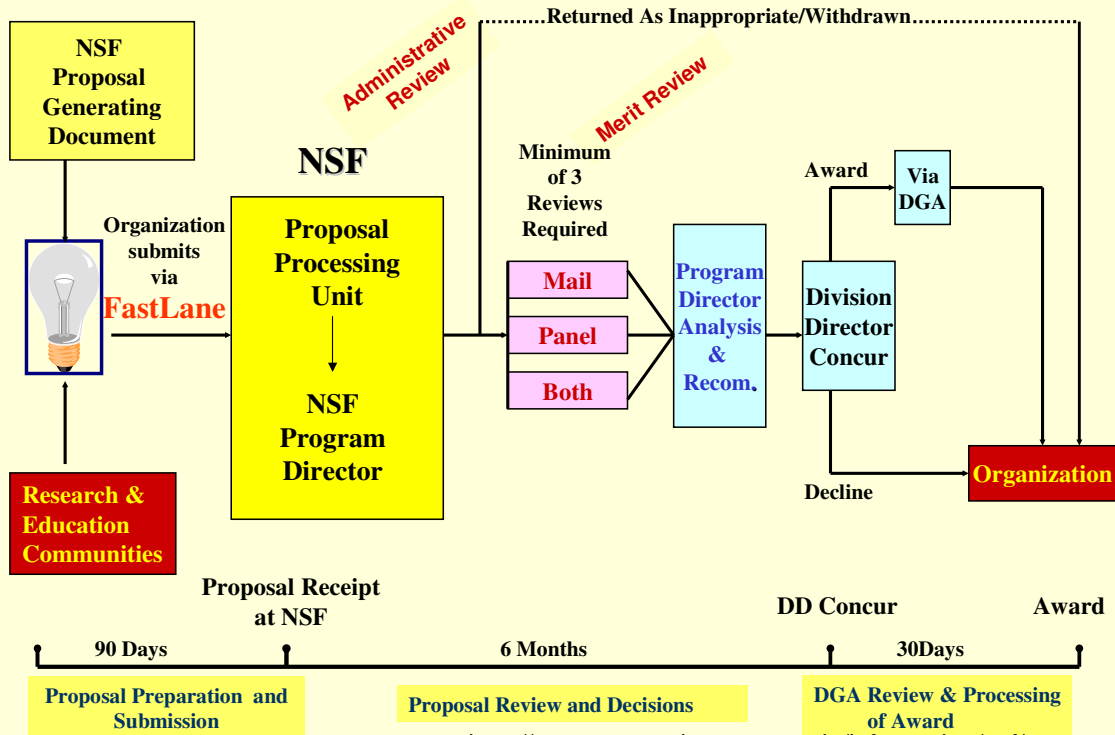 ..........Returned As Inappropriate/Withdrawn..........................
NSF
Proposal
Generating
Document
Administrative
Review
Merit Review
NSF
Organization
submits
via
FastLane
Proposal
Processing
Unit
NSF
Program
Director
Minimum
of 3
Reviews
Required
Mail
Panel
Both
Program
Director
Analysis
&
Recom.
Award
Via
DGA
Division
Director
Concur
Decline
Organization
Research &
Education
Communities
Proposal Receipt
at NSF
DD Concur
Award
90 Days
6 Months
30Days
Proposal Preparation and
Submission
Proposal Review and Decisions
DGA Review & Processing
of Award